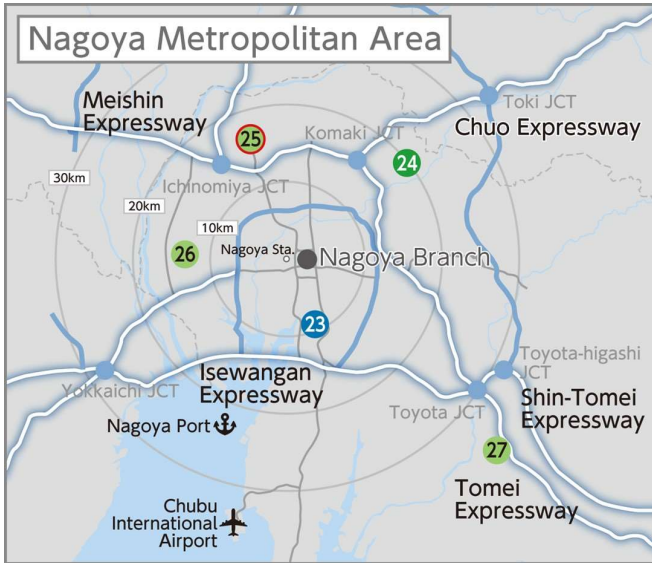 Nagoya Metropolitan Area
Meishin
Expressway
25
Komaki JCT
Toki JCT
Chuo Expressway
24
30km
Ichinomiya JCT
20km
10km
26
Nagoya Sta.
Nagoya Branch
23
Isewangan
Expressway
Yokkaichi JCT
Toyota-higashi
JCT
Toyota JCT
Shin-Tomei
Expressway
Nagoya Port
27
Tomei
Expressway
Chubu
International
Airport